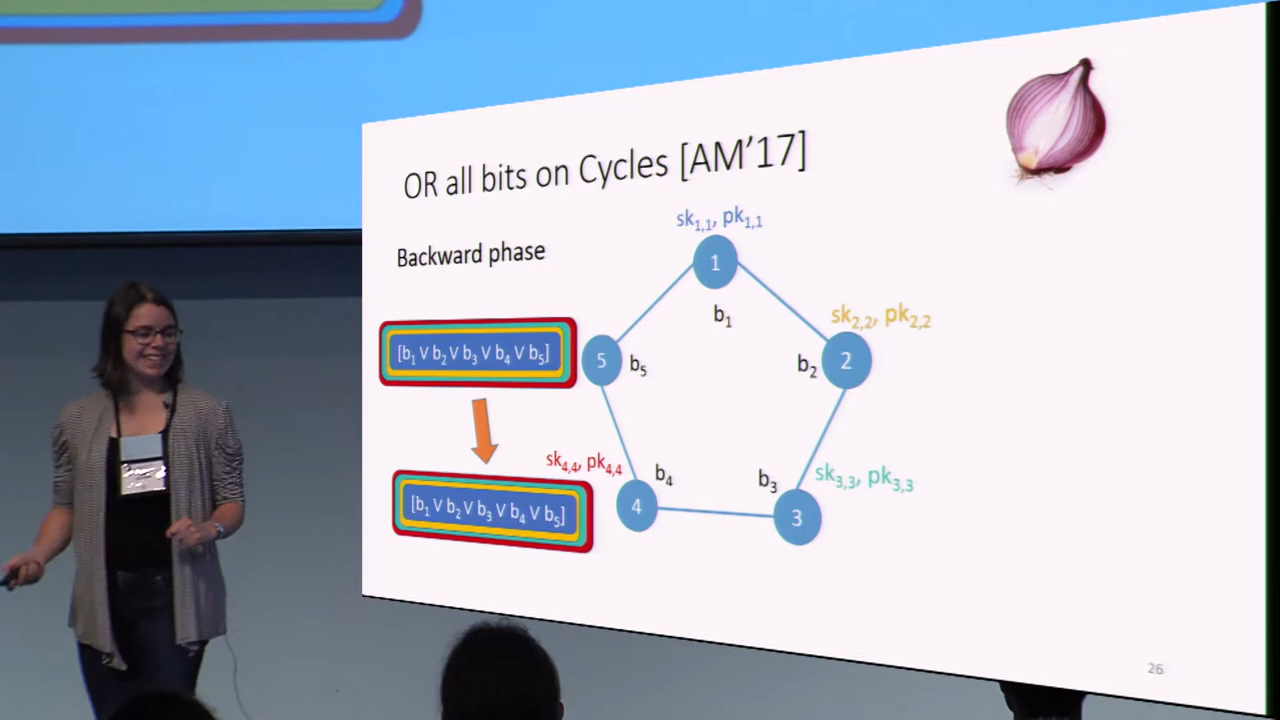 OR all bits on Cycles [AM'17]
Backward phase
sk1,1, pk1,1
1
b1
sk2,2, pk2,2
[b1 V b2 V b3 V b4 V b5]
5
b5
b2
2
sk4,4, pk4,4
b4
b3
sk3,3, pk3,3
[b1 V b2 V b3 V b4 V b5]
4
3
26